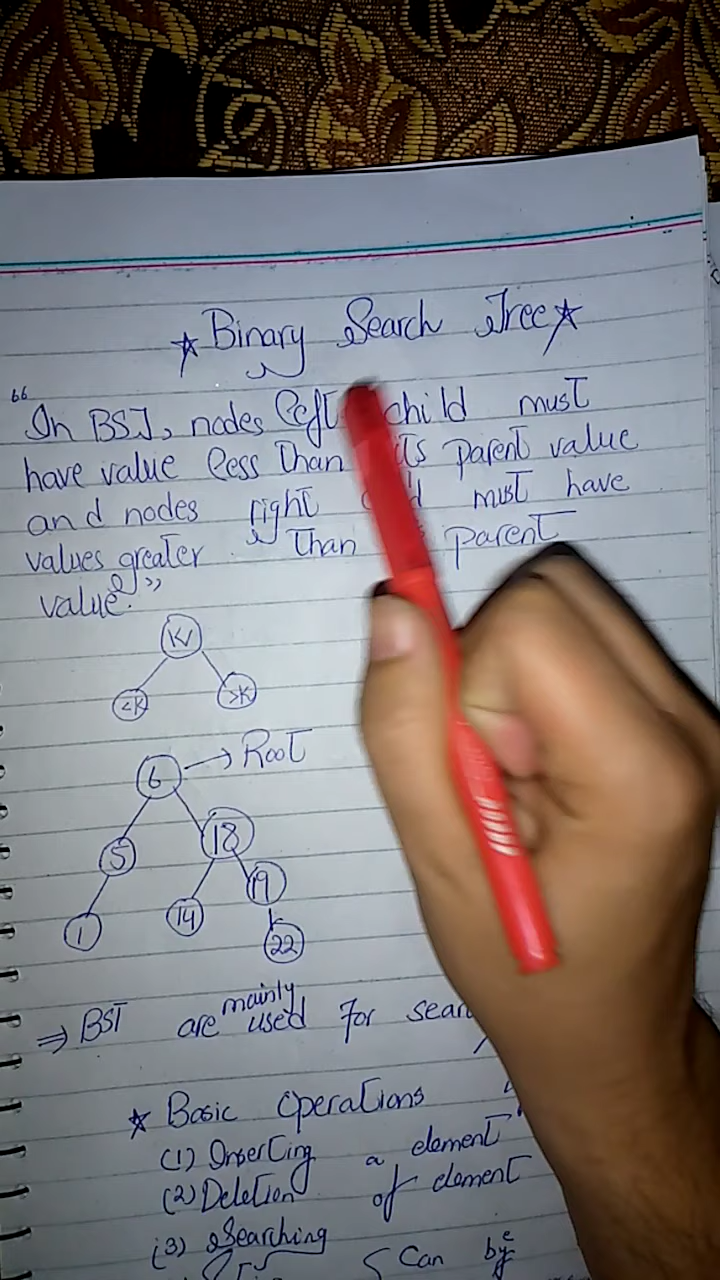 ★ Binary Search Tree ★
"
In BST, nodes left child must
have value less than its parent value
and nodes right must have
values greater than parent
value."
K
<K >K
6 → Root
5 18
1 14 19
22
⇒ BST are mainly used for
★ Basic Operations
(1) Inserting a element
(2) Deletion of element
(3) Searching
{ Can be